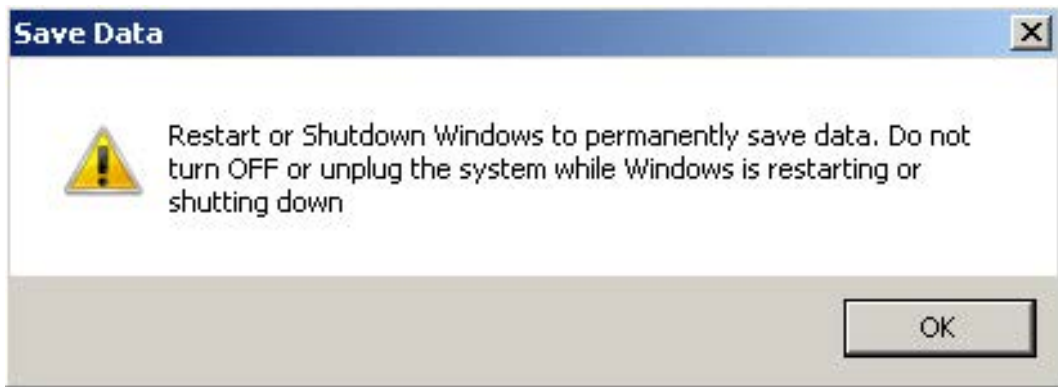 Save Data
Restart or Shutdown Windows to permanently save data. Do not
turn OFF or unplug the system while Windows is restarting or
shutting down
OK